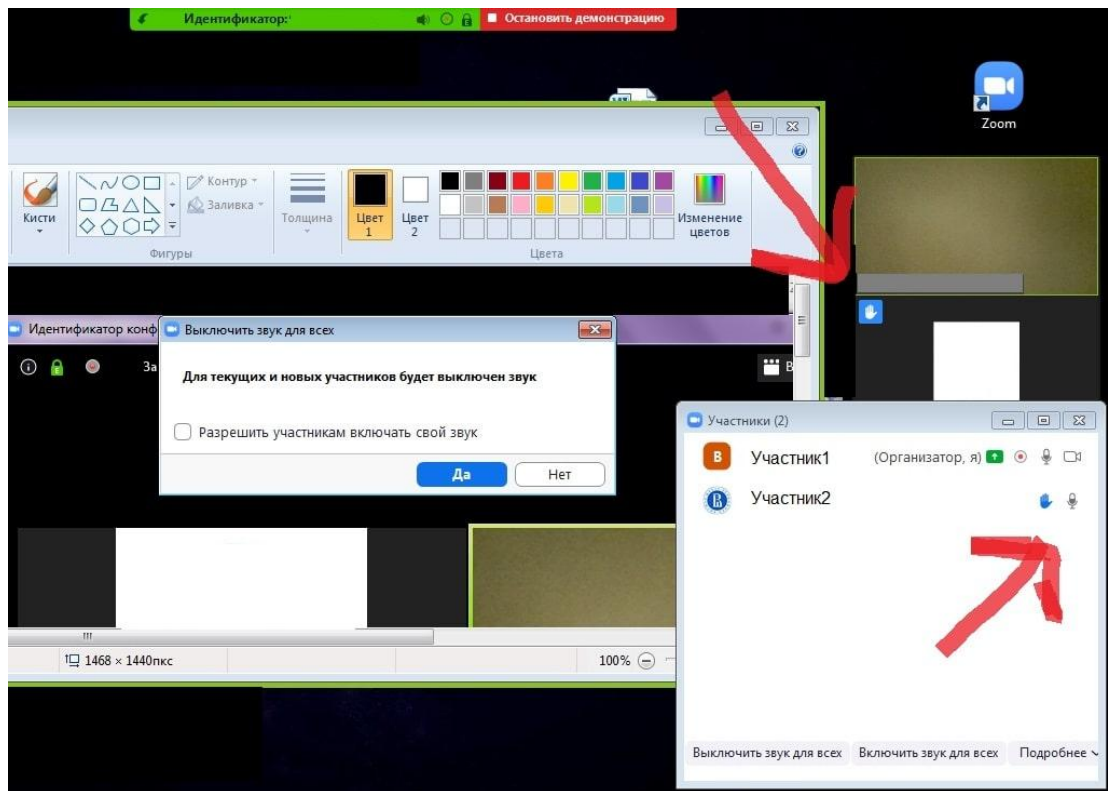 Идентификатор:
Остановить демонстрацию
Zoom
Кисти
Контур
Заливка
Фигуры
Толщина
Цвет
1
Цвет
2
Изменение
цветов
Цвета
Идентификатор конф
Выключить звук для всех
За
В
Для текущих и новых участников будет выключен звук
Разрешить участникам включать свой звук
Да
Нет
Участники (2)
В Участник1 (Организатор, я)
Участник2
1468 × 1440пкс
100%
Выключить звук для всех Включить звук для всех Подробнее